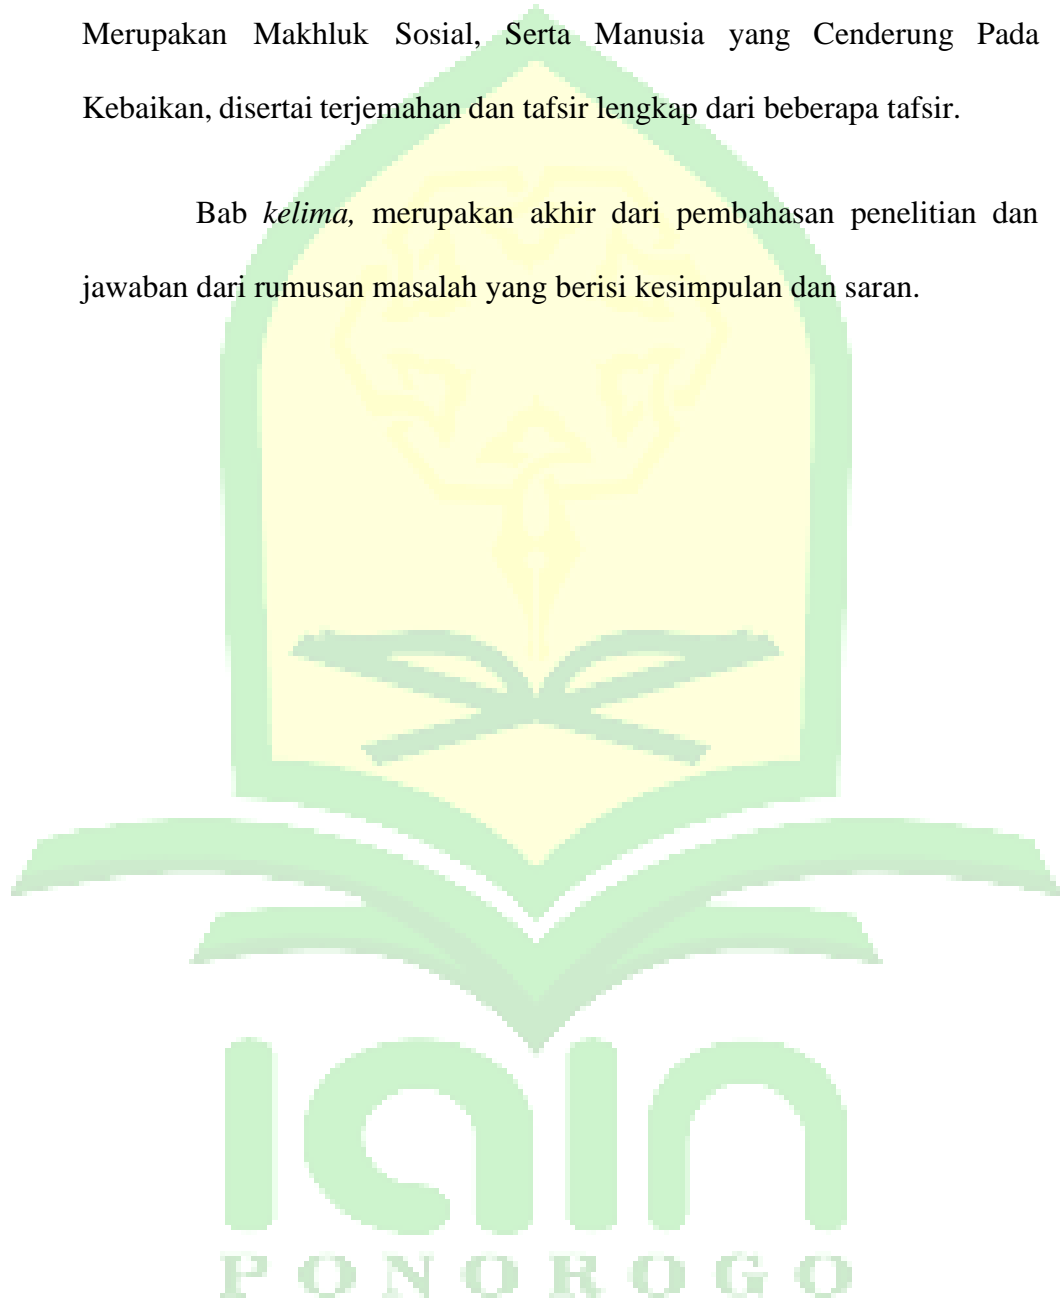 Merupakan Makhluk Sosial, Serta Manusia yang Cenderung Pada
Kebaikan, disertai terjemahan dan tafsir lengkap dari beberapa tafsir.
Bab kelima, merupakan akhir dari pembahasan penelitian dan
jawaban dari rumusan masalah yang berisi kesimpulan dan saran.
iain
PONOROGO